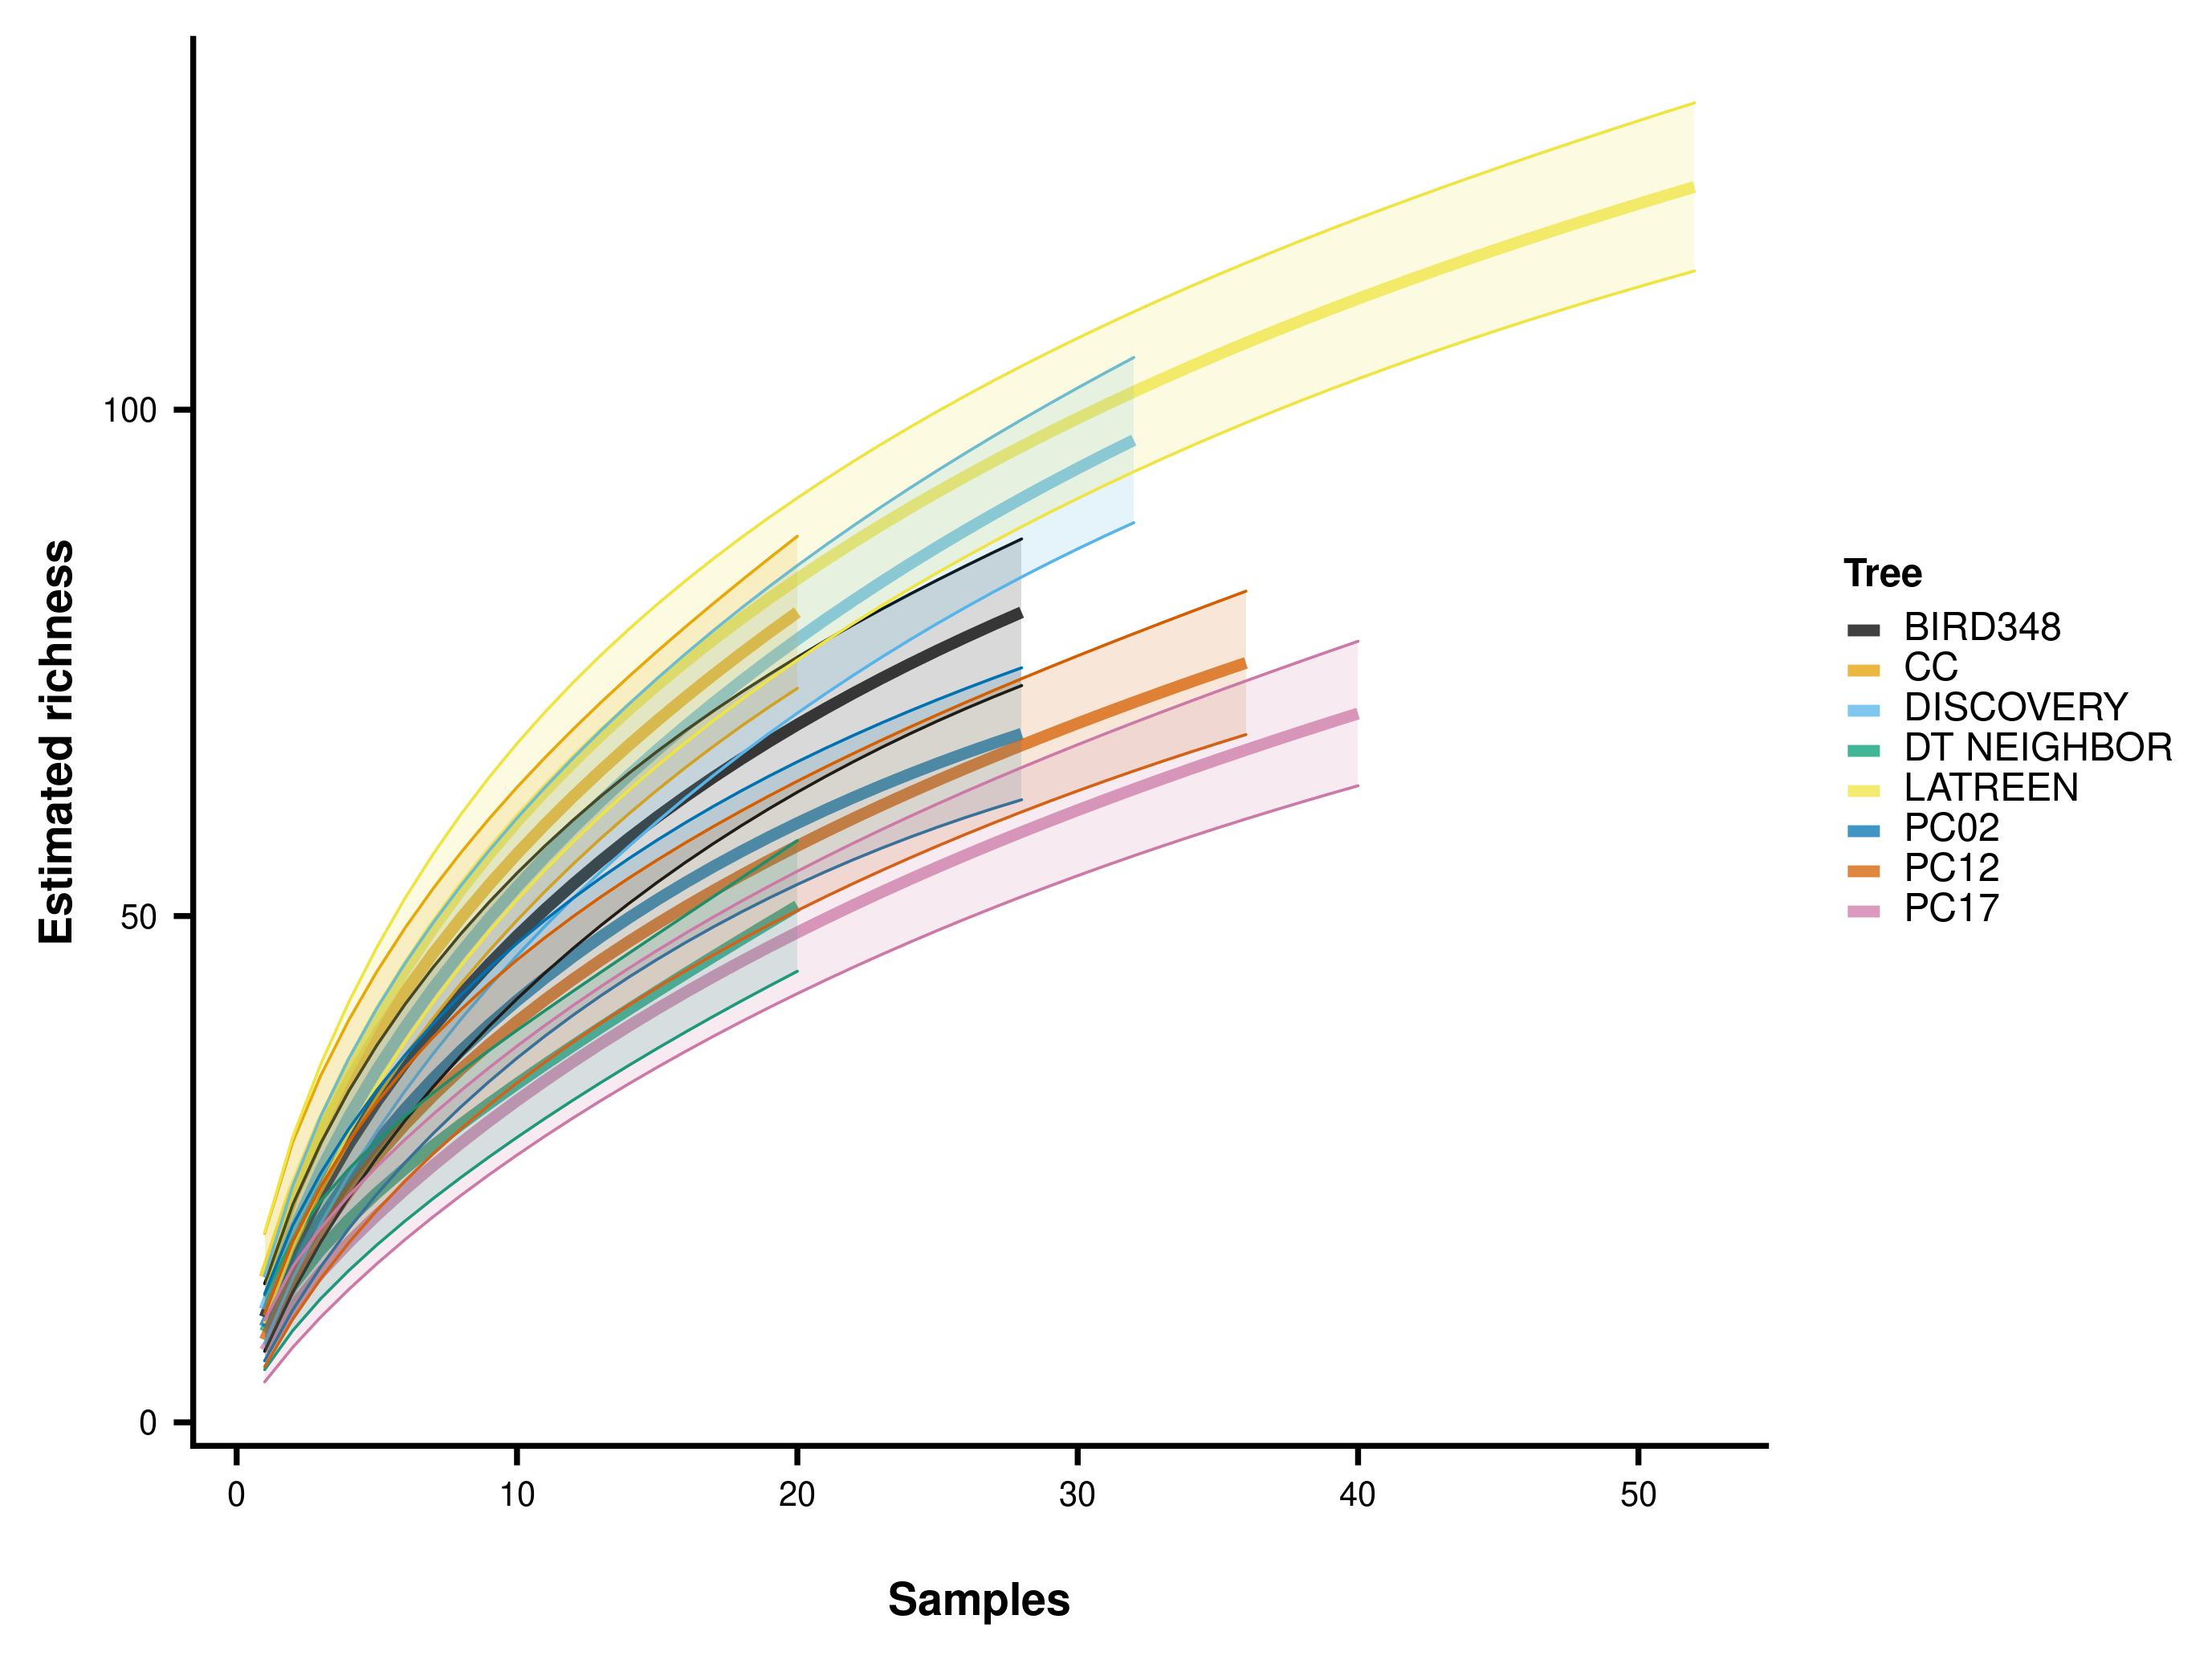 Estimated richness
100
50
0
0 10 20 30 40 50
Samples
Tree
BIRD348
CC
DISCOVERY
DT NEIGHBOR
LATREEN
PC02
PC12
PC17